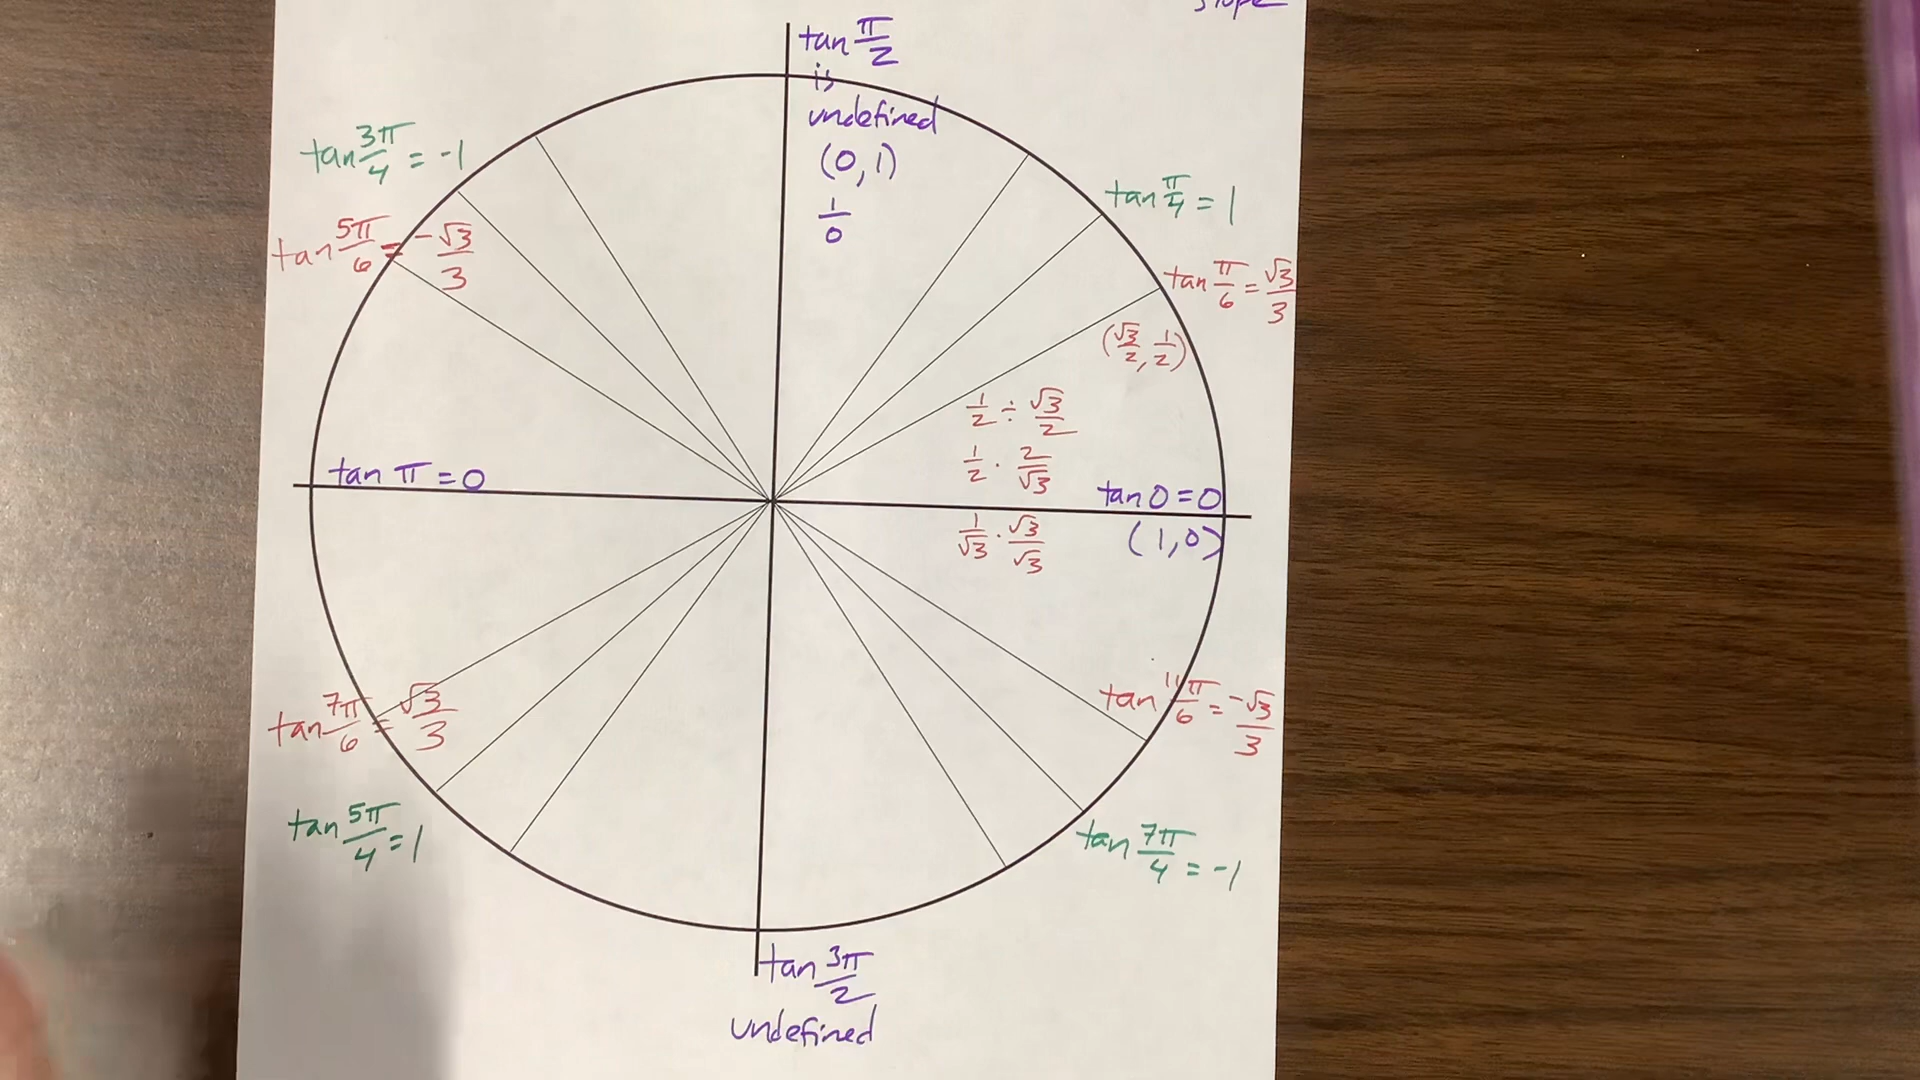 slope
tan π/2
is
undefined
(0,1)
1/0
tan 3π/4 = -1
tan π/4 = 1
tan 5π/6 = -√3/3
tan π/6 = √3/3
(√3/2, 1/2)
1/2 ÷ √3/2
1/2 · 2/√3
tan π = 0
tan 0 = 0
1/√3 · √3/√3
(1,0)
tan 7π/6 = √3/3
tan 11π/6 = -√3/3
tan 5π/4 = 1
tan 7π/4 = -1
tan 3π/2
undefined